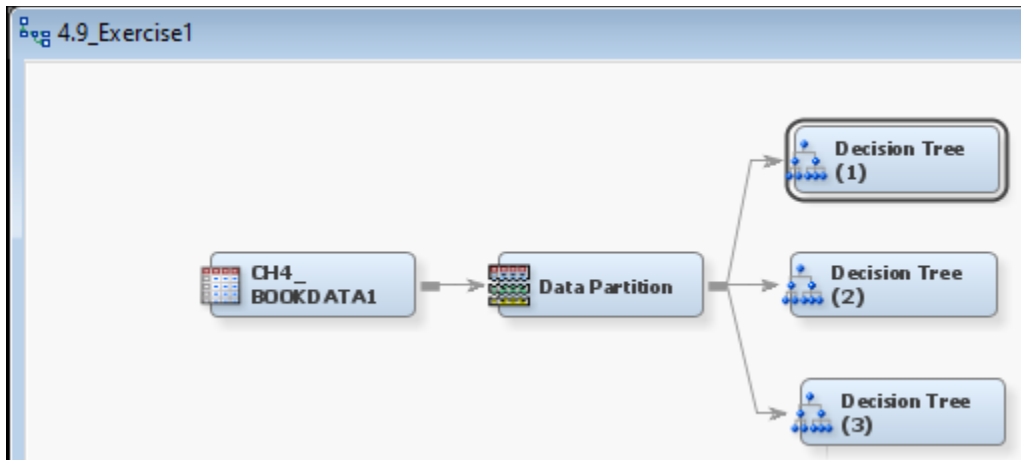 4.9_Exercise1
Decision Tree
(1)
CH4_
BOOKDATA1
Data Partition
Decision Tree
(2)
Decision Tree
(3)